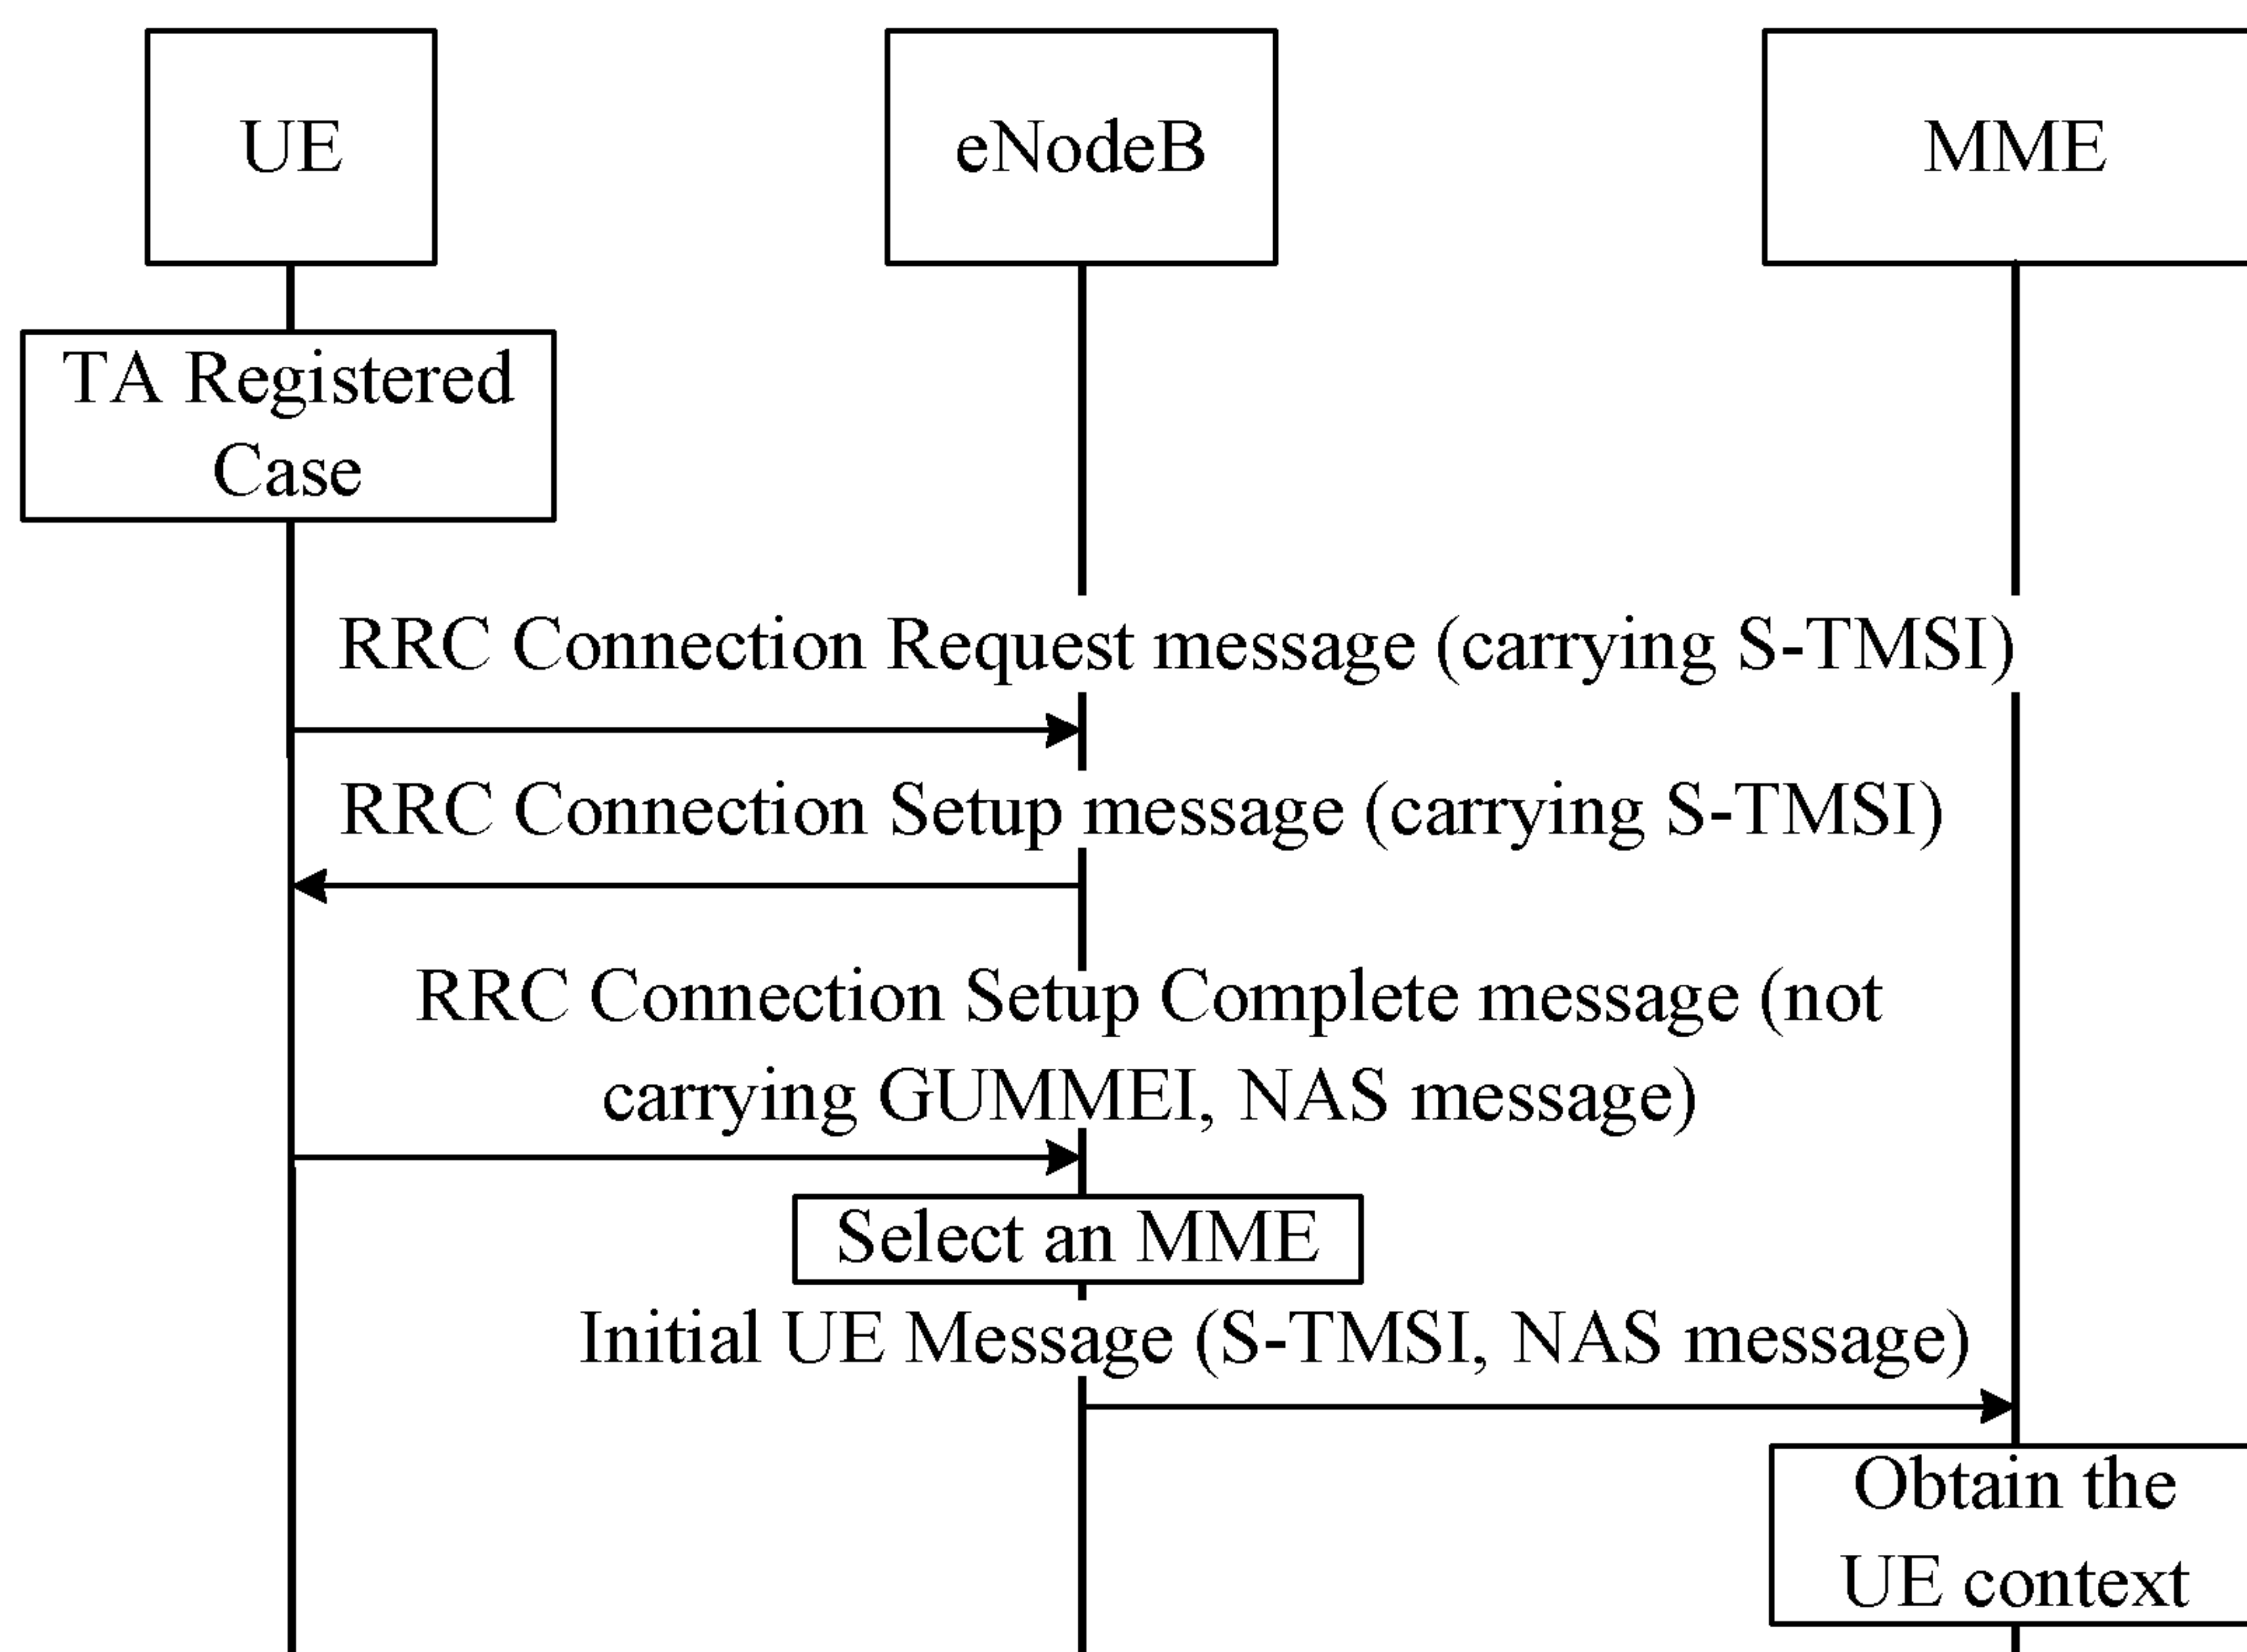 UE
eNodeB
MME
TA Registered
Case
RRC Connection Request message (carrying S-TMSI)
RRC Connection Setup message (carrying S-TMSI)
RRC Connection Setup Complete message (not
carrying GUMMEI, NAS message)
Select an MME
Initial UE Message (S-TMSI, NAS message)
Obtain the
UE context